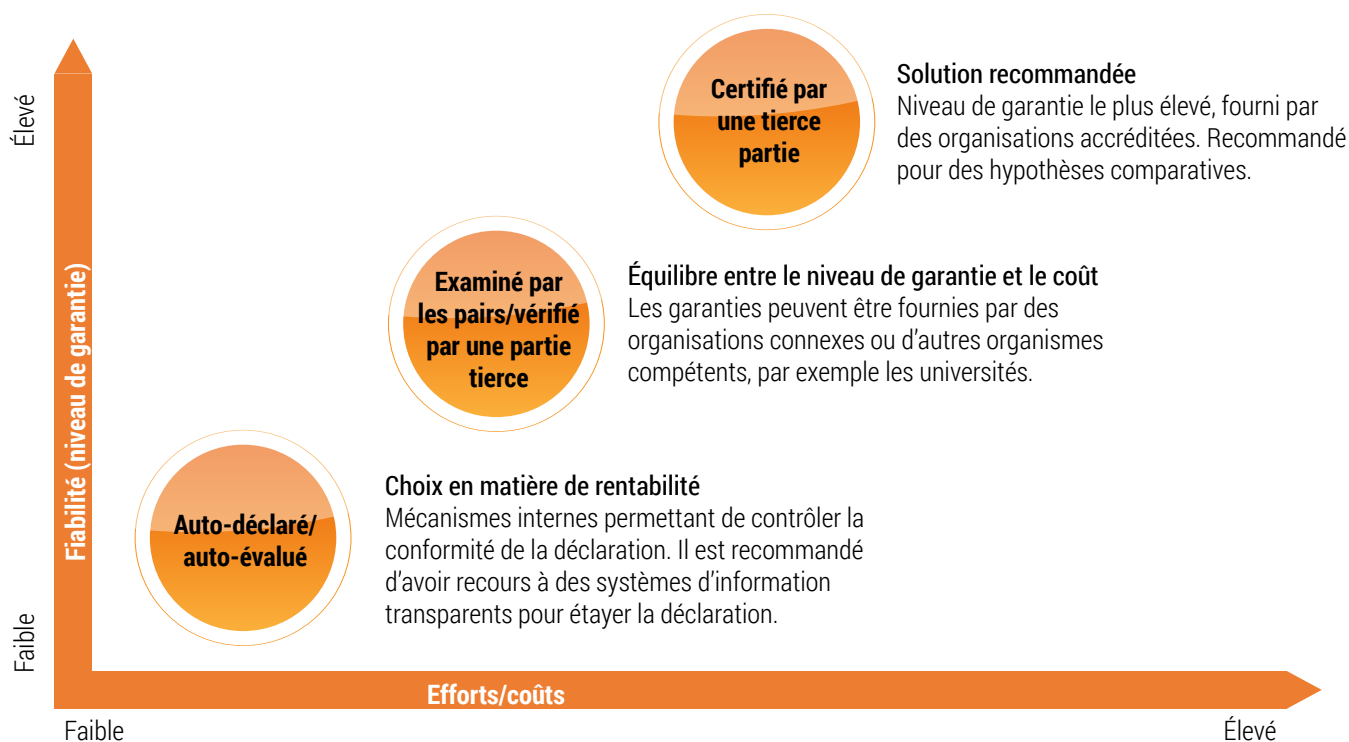 Élevé
Fiabilité (niveau de garantie)
Faible
Certifié par
une tierce
partie
Solution recommandée
Niveau de garantie le plus élevé, fourni par
des organisations accréditées. Recommandé
pour des hypothèses comparatives.
Examiné par
les pairs/vérifié
par une partie
tierce
Équilibre entre le niveau de garantie et le coût
Les garanties peuvent être fournies par des
organisations connexes ou d'autres organismes
compétents, par exemple les universités.
Auto-déclaré/
auto-évalué
Choix en matière de rentabilité
Mécanismes internes permettant de contrôler la
conformité de la déclaration. Il est recommandé
d'avoir recours à des systèmes d'information
transparents pour étayer la déclaration.
Efforts/coûts
Faible
Élevé